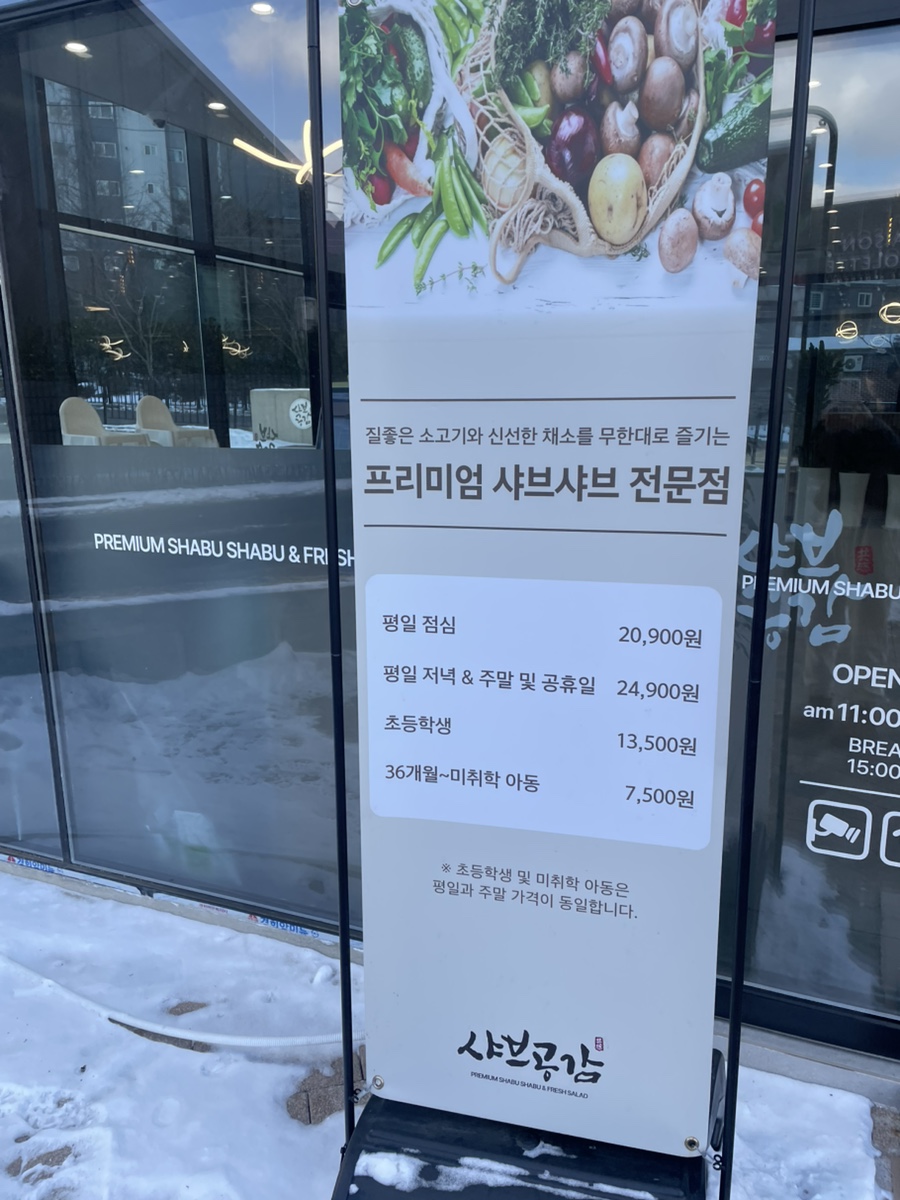 질좋은 소고기와 신선한 채소를 무한대로 즐기는
프리미엄 샤브샤브 전문점
평일 점심 20,900원
평일 저녁 & 주말 및 공휴일 24,900원
초등학생 13,500원
36개월~미취학 아동 7,500원
※ 초등학생 및 미취학 아동은
평일과 주말 가격이 동일합니다.
샤브공감
PREMIUM SHABU SHABU & FRESH SALAD
PREMIUM SHABU SHABU & FRESH
샤브
공감
PREMIUM SHABU
OPEN
am 11:00
BREA
15:00